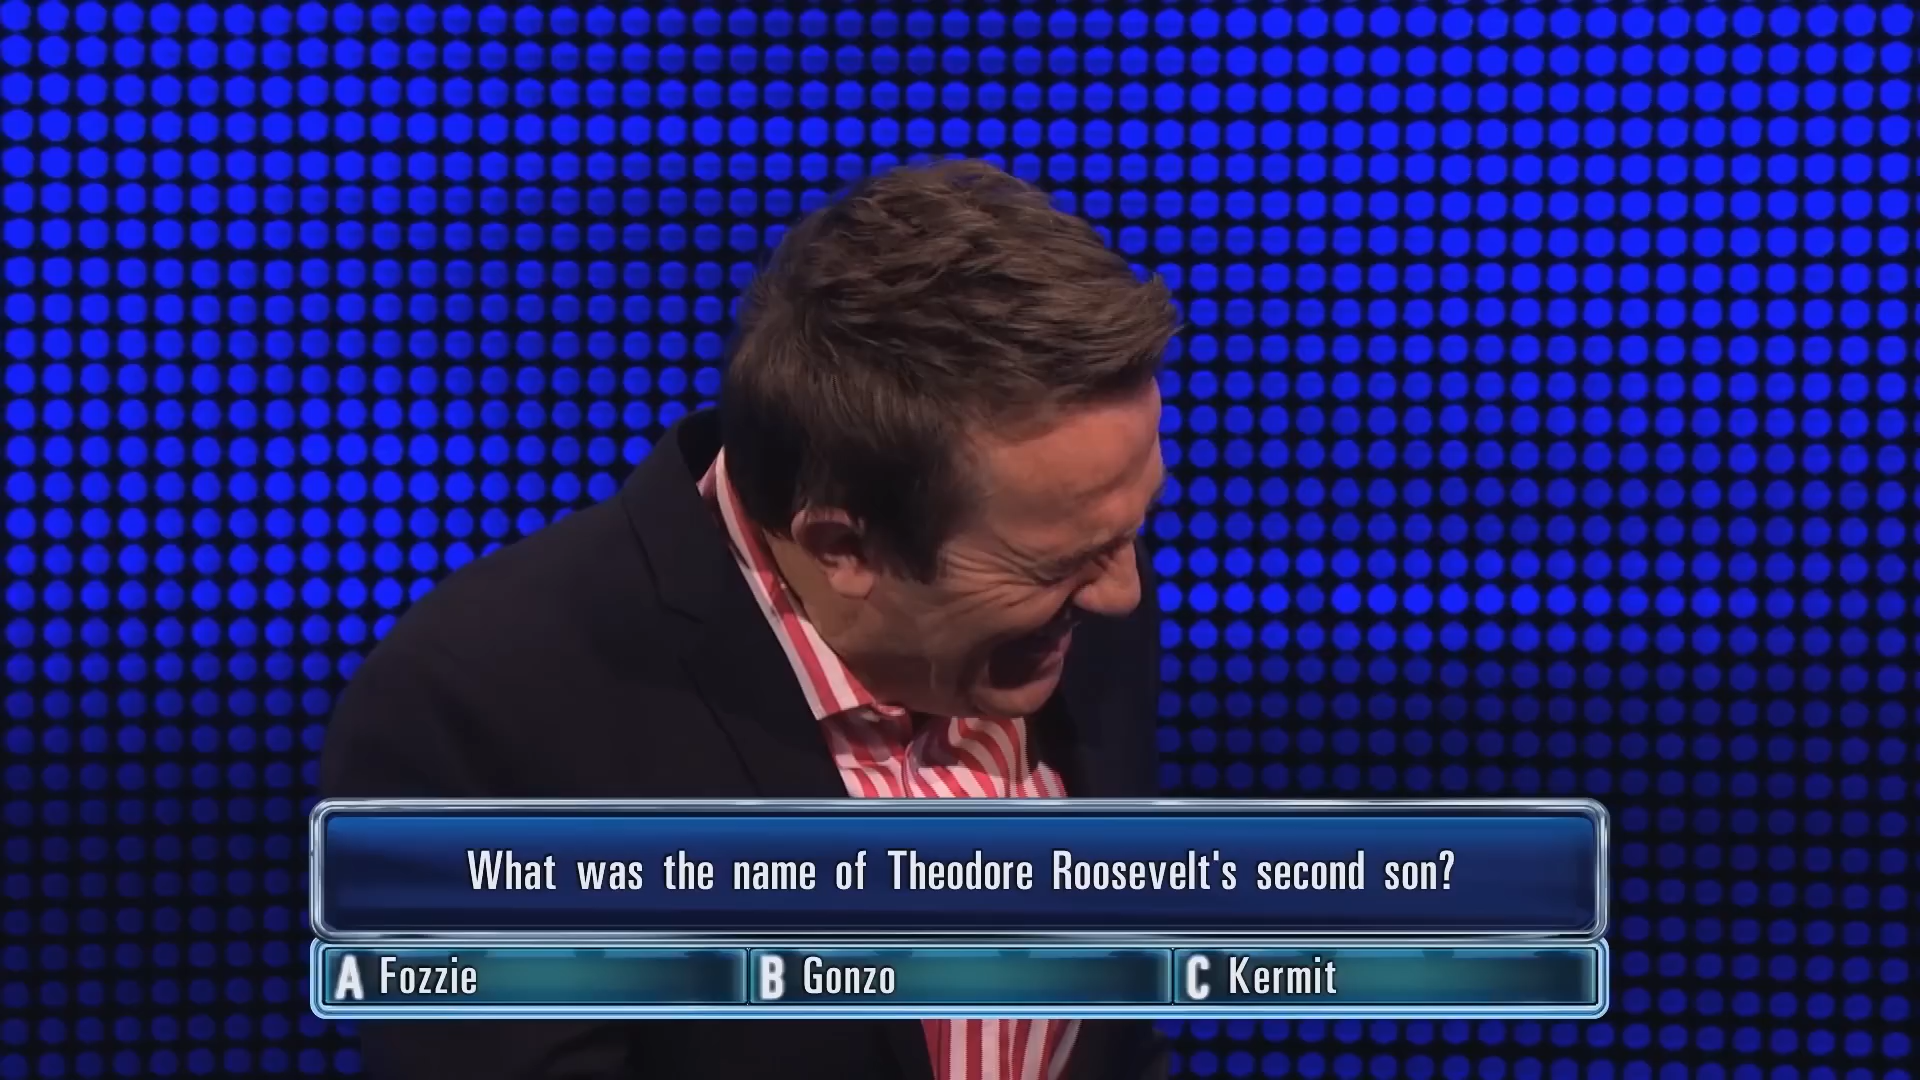 What was the name of Theodore Roosevelt's second son?
A Fozzie
B Gonzo
C Kermit